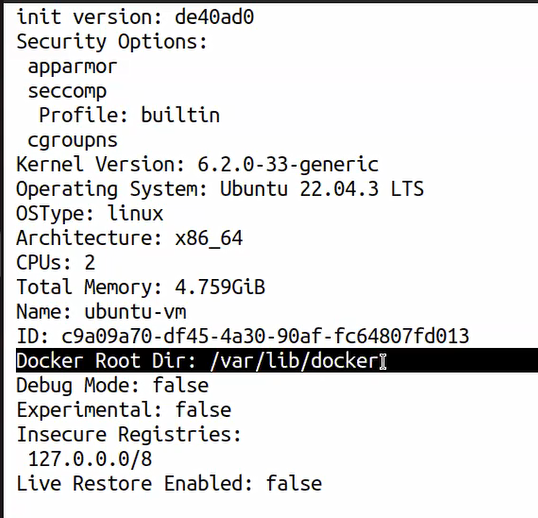 init version: de40ad0
Security Options:
apparmor
seccomp
Profile: builtin
cgroupns
Kernel Version: 6.2.0-33-generic
Operating System: Ubuntu 22.04.3 LTS
OSType: linux
Architecture: x86_64
CPUs: 2
Total Memory: 4.759GiB
Name: ubuntu-vm
ID: c9a09a70-df45-4a30-90af-fc64807fd013
Docker Root Dir: /var/lib/docker
Debug Mode: false
Experimental: false
Insecure Registries:
127.0.0.0/8
Live Restore Enabled: false